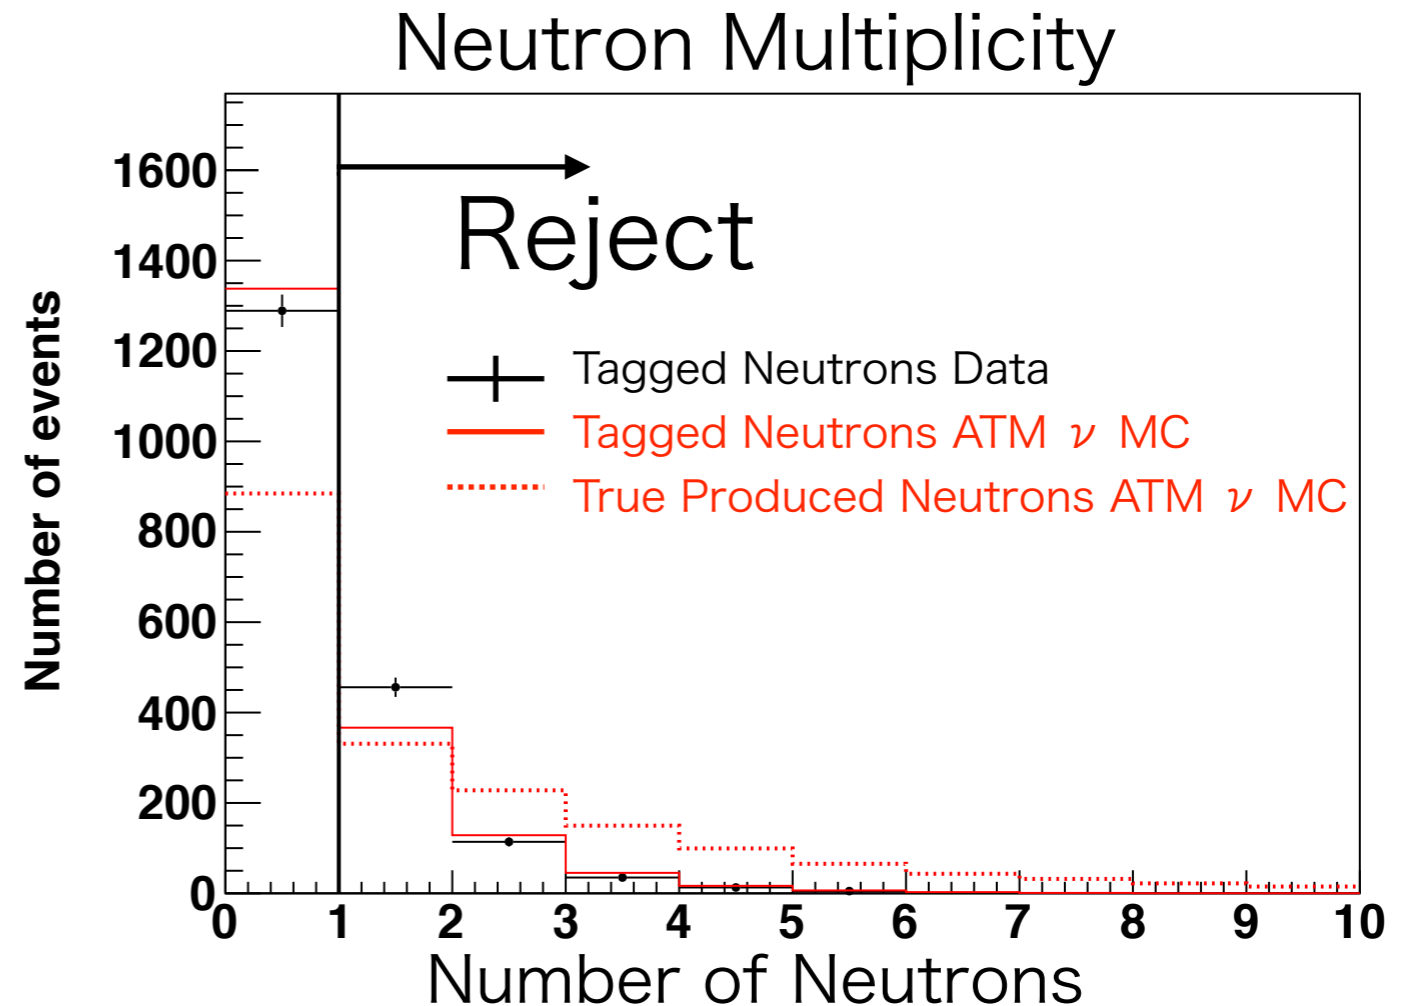 Neutron Multiplicity
Number of events
1600
1400
1200
1000
800
600
400
200
0
Reject
Tagged Neutrons Data
Tagged Neutrons ATM ν MC
True Produced Neutrons ATM ν MC
0 1 2 3 4 5 6 7 8 9 10
Number of Neutrons